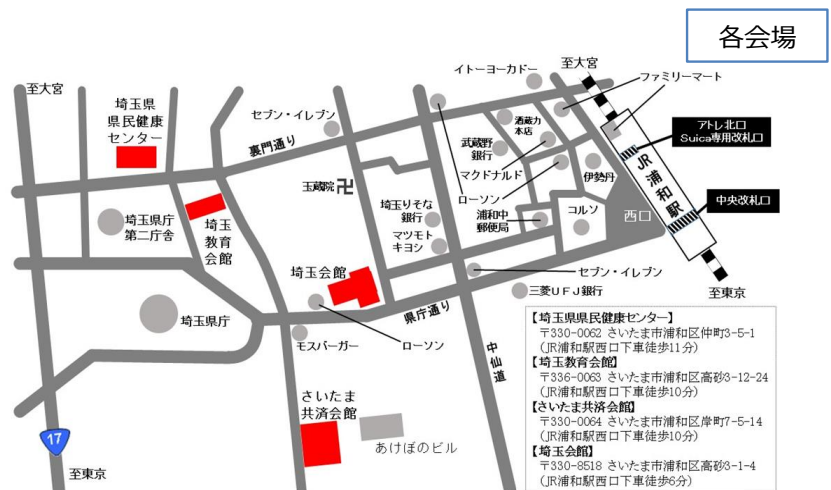 各会場
至大宮
埼玉県
県民健康
センター
セブン・イレブン
裏門通り
イトーヨーカドー
至大宮
ファミリーマート
アトレ北口
Suica専用改札口
JR浦和駅
中央改札口
西口
酒蔵力
本店
武蔵野
銀行
マクドナルド
ローソン
伊勢丹
コルソ
浦和中
郵便局
玉蔵院
卍
埼玉りそな
銀行
マツモト
キヨシ
埼玉県庁
第二庁舎
埼玉
教育
会館
埼玉会館
セブン・イレブン
三菱UFJ銀行
至東京
埼玉県庁
県庁通り
モスバーガー
ローソン
中仙道
さいたま
共済会館
あけぼのビル
17
至東京
【埼玉県県民健康センター】
〒330-0062 さいたま市浦和区仲町3-5-1
(JR浦和駅西口下車徒歩11分)
【埼玉教育会館】
〒336-0063 さいたま市浦和区高砂3-12-24
(JR浦和駅西口下車徒歩10分)
【さいたま共済会館】
〒330-0064 さいたま市浦和区岸町7-5-14
(JR浦和駅西口下車徒歩10分)
【埼玉会館】
〒330-8518 さいたま市浦和区高砂3-1-4
(JR浦和駅西口下車徒歩6分)